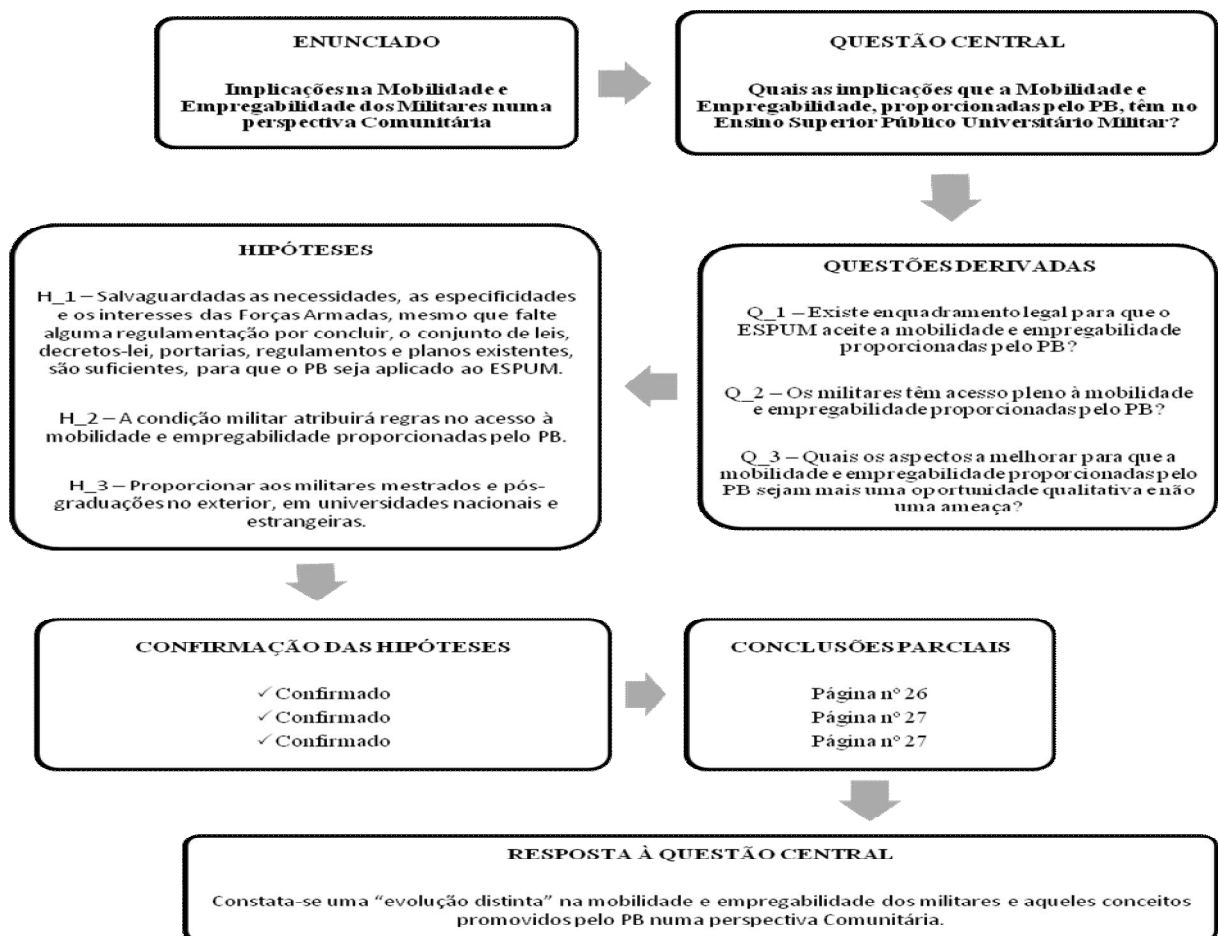 ENUNCIADO
Implicações na Mobilidade e
Empregabilidade dos Militares numa
perspectiva Comunitária
QUESTÃO CENTRAL
Quais as implicações que a Mobilidade e
Empregabilidade, proporcionadas pelo PB, têm no
Ensino Superior Público Universitário Militar?
QUESTÕES DERIVADAS
Q_1 – Existe enquadramento legal para que o
ESPUM aceite a mobilidade e empregabilidade
proporcionadas pelo PB?
Q_2 – Os militares têm acesso pleno à mobilidade
e empregabilidade proporcionadas pelo PB?
Q_3 – Quais os aspectos a melhorar para que a
mobilidade e empregabilidade proporcionadas pelo
PB sejam mais uma oportunidade qualitativa e não
uma ameaça?
HIPÓTESES
H_1 – Salvaguardadas as necessidades, as especificidades
e os interesses das Forças Armadas, mesmo que falte
alguma regulamentação por concluir, o conjunto de leis,
decretos-lei, portarias, regulamentos e planos existentes,
são suficientes, para que o PB seja aplicado ao ESPUM.
H_2 – A condição militar atribuirá regras no acesso à
mobilidade e empregabilidade proporcionadas pelo PB.
H_3 – Proporcionar aos militares mestrados e pós-
graduações no exterior, em universidades nacionais e
estrangeiras.
CONFIRMAÇÃO DAS HIPÓTESES
✓ Confirmado
✓ Confirmado
✓ Confirmado
CONCLUSÕES PARCIAIS
Página nº 26
Página nº 27
Página nº 27
RESPOSTA À QUESTÃO CENTRAL
Constata-se uma “evolução distinta” na mobilidade e empregabilidade dos militares e aqueles conceitos
promovidos pelo PB numa perspectiva Comunitária.